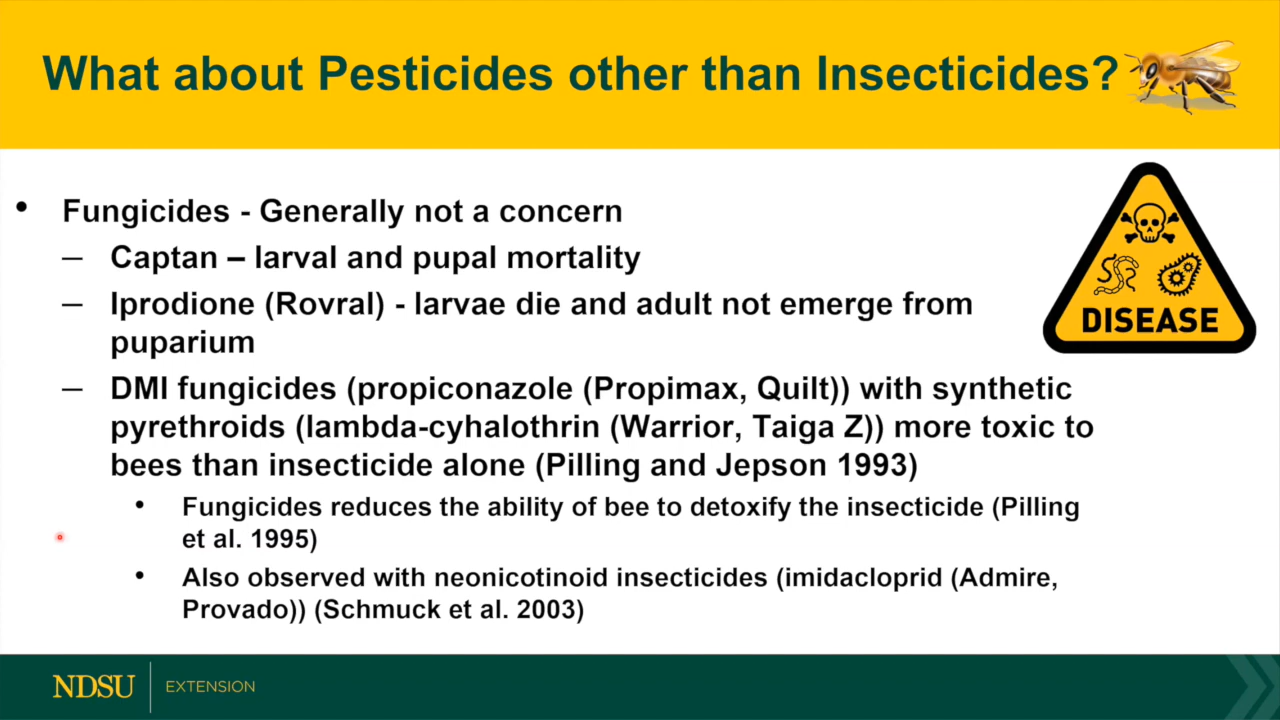 What about Pesticides other than Insecticides?
• Fungicides - Generally not a concern
– Captan – larval and pupal mortality
– Iprodione (Rovral) - larvae die and adult not emerge from
puparium
– DMI fungicides (propiconazole (Propimax, Quilt)) with synthetic
pyrethroids (lambda-cyhalothrin (Warrior, Taiga Z)) more toxic to
bees than insecticide alone (Pilling and Jepson 1993)
• Fungicides reduces the ability of bee to detoxify the insecticide (Pilling
et al. 1995)
• Also observed with neonicotinoid insecticides (imidacloprid (Admire,
Provado)) (Schmuck et al. 2003)
DISEASE
NDSU EXTENSION